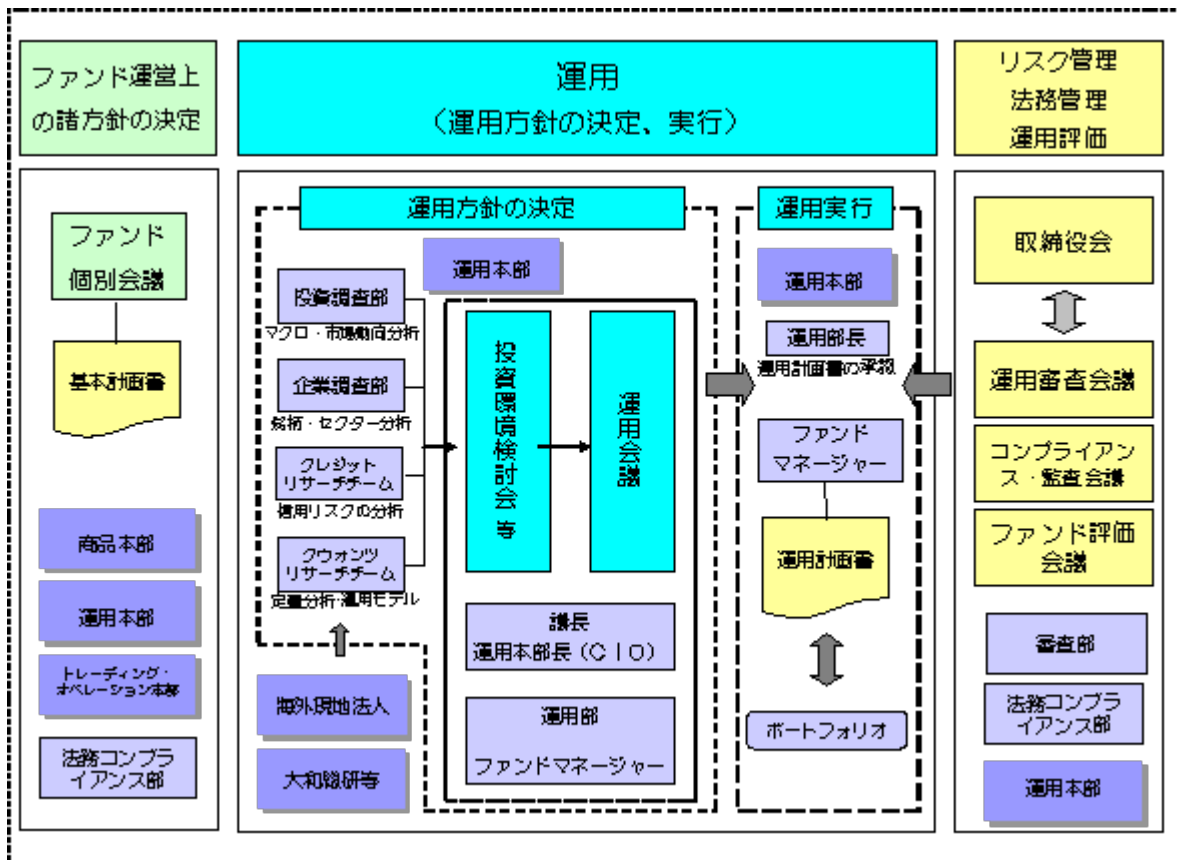 ファンド運営上
の諸方針の決定
運用
（運用方針の決定、実行）
リスク管理
法務管理
運用評価
ファンド
個別会議
基本計画書
商品本部
運用本部
トレーディング・
オペレーション本部
法務コンプラ
イアンス部
運用方針の決定
運用本部
投資調査部
マクロ・市場動向分析
企業調査部
銘柄・セクター分析
クレジット
リサーチチーム
信用リスクの分析
クウォンツ
リサーチチーム
定量分析・運用モデル
海外現地法人
大和総研等
投資環境検討会 等
運用会議
議長
運用本部長（ＣＩＯ）
運用部
ファンドマネージャー
運用実行
運用本部
運用部長
運用計画書の承認
ファンド
マネージャー
運用計画書
ポートフォリオ
取締役会
運用審査会議
コンプライアン
ス・監査会議
ファンド評価
会議
審査部
法務コンプラ
イアンス部
運用本部